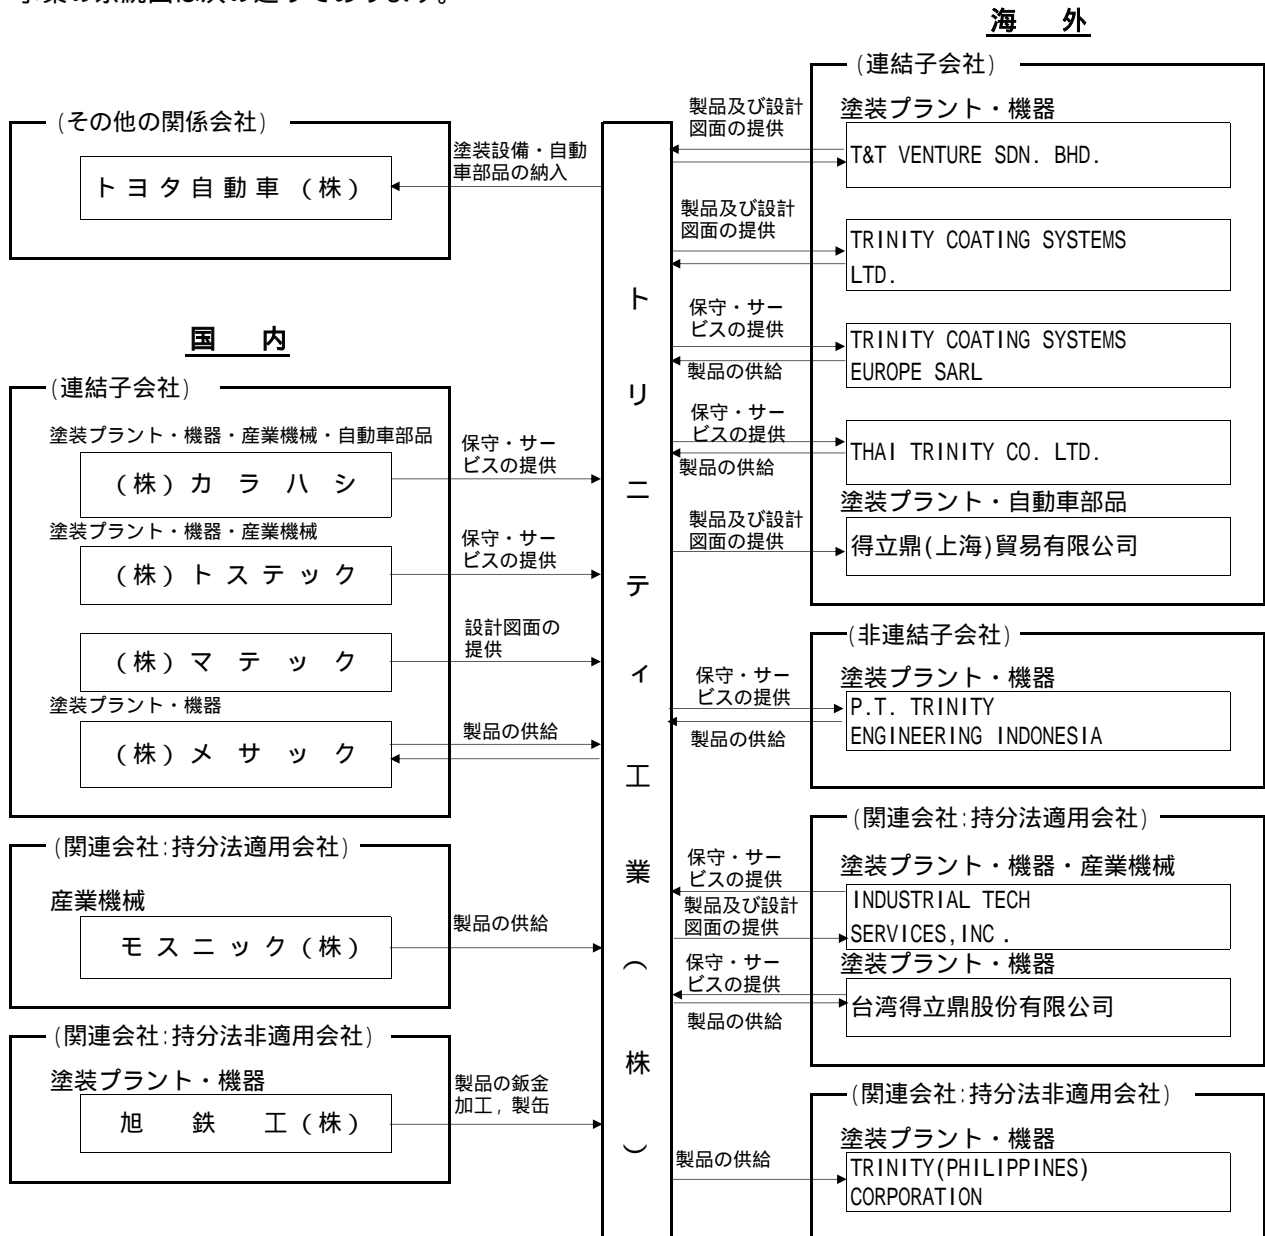 海 外
(その他の関係会社)
トヨタ自動車(株)
塗装設備・自動
車部品の納入
国 内
(連結子会社)
塗装プラント・機器・産業機械・自動車部品
(株)カラハシ
保守・サー
ビスの提供
塗装プラント・機器・産業機械
(株)トステック
保守・サー
ビスの提供
(株)マテック
設計図面の
提供
塗装プラント・機器
(株)メサック
製品の供給
(関連会社:持分法適用会社)
産業機械
モスニック(株)
製品の供給
(関連会社:持分法非適用会社)
塗装プラント・機器
旭鉄工(株)
製品の鈑金
加工,製缶
トリニティ工業(株)
(連結子会社)
塗装プラント・機器
製品及び設計
図面の提供
T&T VENTURE SDN. BHD.
製品及び設計
図面の提供
TRINITY COATING SYSTEMS
LTD.
保守・サー
ビスの提供
製品の供給
TRINITY COATING SYSTEMS
EUROPE SARL
保守・サー
ビスの提供
製品の供給
THAI TRINITY CO. LTD.
塗装プラント・自動車部品
製品及び設計
図面の提供
得立鼎(上海)貿易有限公司
(非連結子会社)
塗装プラント・機器
保守・サー
ビスの提供
製品の供給
P.T. TRINITY
ENGINEERING INDONESIA
(関連会社:持分法適用会社)
塗装プラント・機器・産業機械
保守・サー
ビスの提供
製品及び設計
図面の提供
INDUSTRIAL TECH
SERVICES,INC.
塗装プラント・機器
保守・サー
ビスの提供
製品の供給
台湾得立鼎股份有限公司
(関連会社:持分法非適用会社)
塗装プラント・機器
製品の供給
TRINITY(PHILIPPINES)
CORPORATION